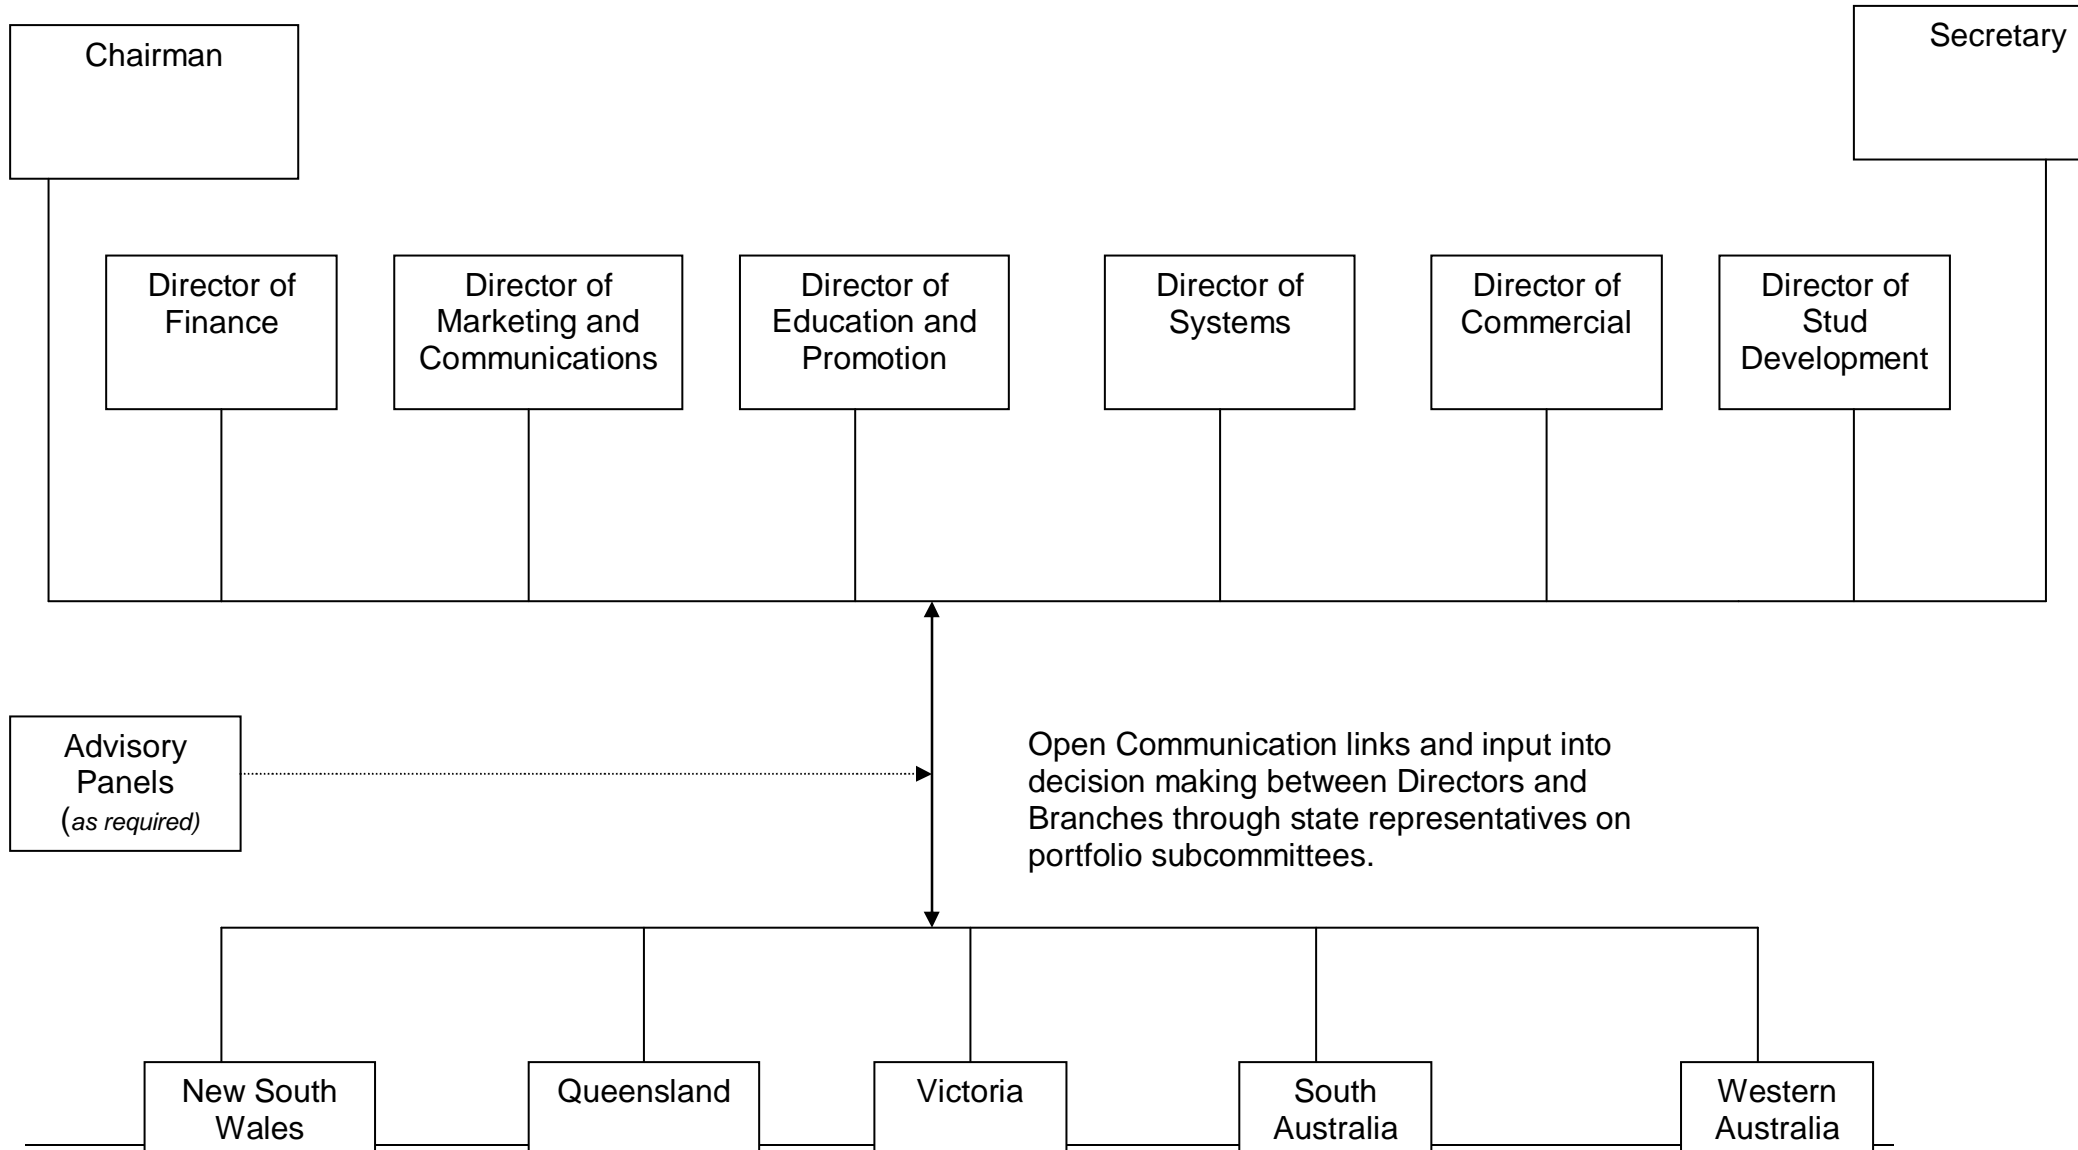 Chairman
Secretary
Director of
Finance
Director of
Marketing and
Communications
Director of
Education and
Promotion
Director of
Systems
Director of
Commercial
Director of
Stud
Development
Advisory
Panels
(as required)
Open Communication links and input into
decision making between Directors and
Branches through state representatives on
portfolio subcommittees.
New South
Wales
Queensland
Victoria
South
Australia
Western
Australia